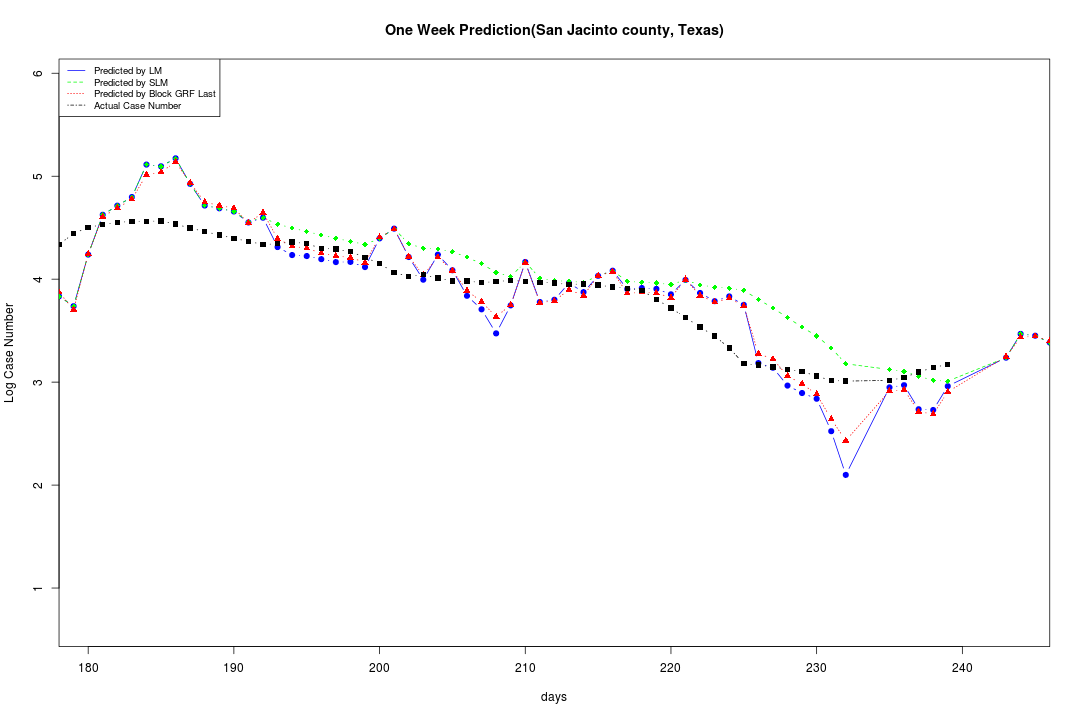 One Week Prediction(San Jacinto county, Texas)
Predicted by LM
Predicted by SLM
Predicted by Block GRF Last
Actual Case Number
6
5
4
3
2
1
Log Case Number
180 190 200 210 220 230 240
days